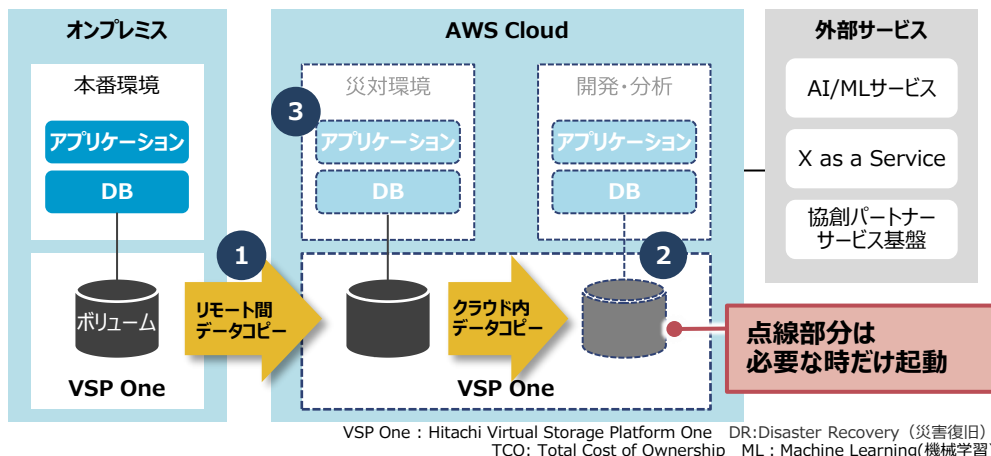 オンプレミス
本番環境
アプリケーション
DB
ボリューム
VSP One
1
リモート間
データコピー
AWS Cloud
3
災対環境
アプリケーション
DB
開発・分析
アプリケーション
DB
2
クラウド内
データコピー
VSP One
外部サービス
AI/MLサービス
X as a Service
協創パートナー
サービス基盤
点線部分は
必要な時だけ起動
VSP One : Hitachi Virtual Storage Platform One DR:Disaster Recovery(災害復旧)
TCO: Total Cost of Ownership ML : Machine Learning(機械学習)